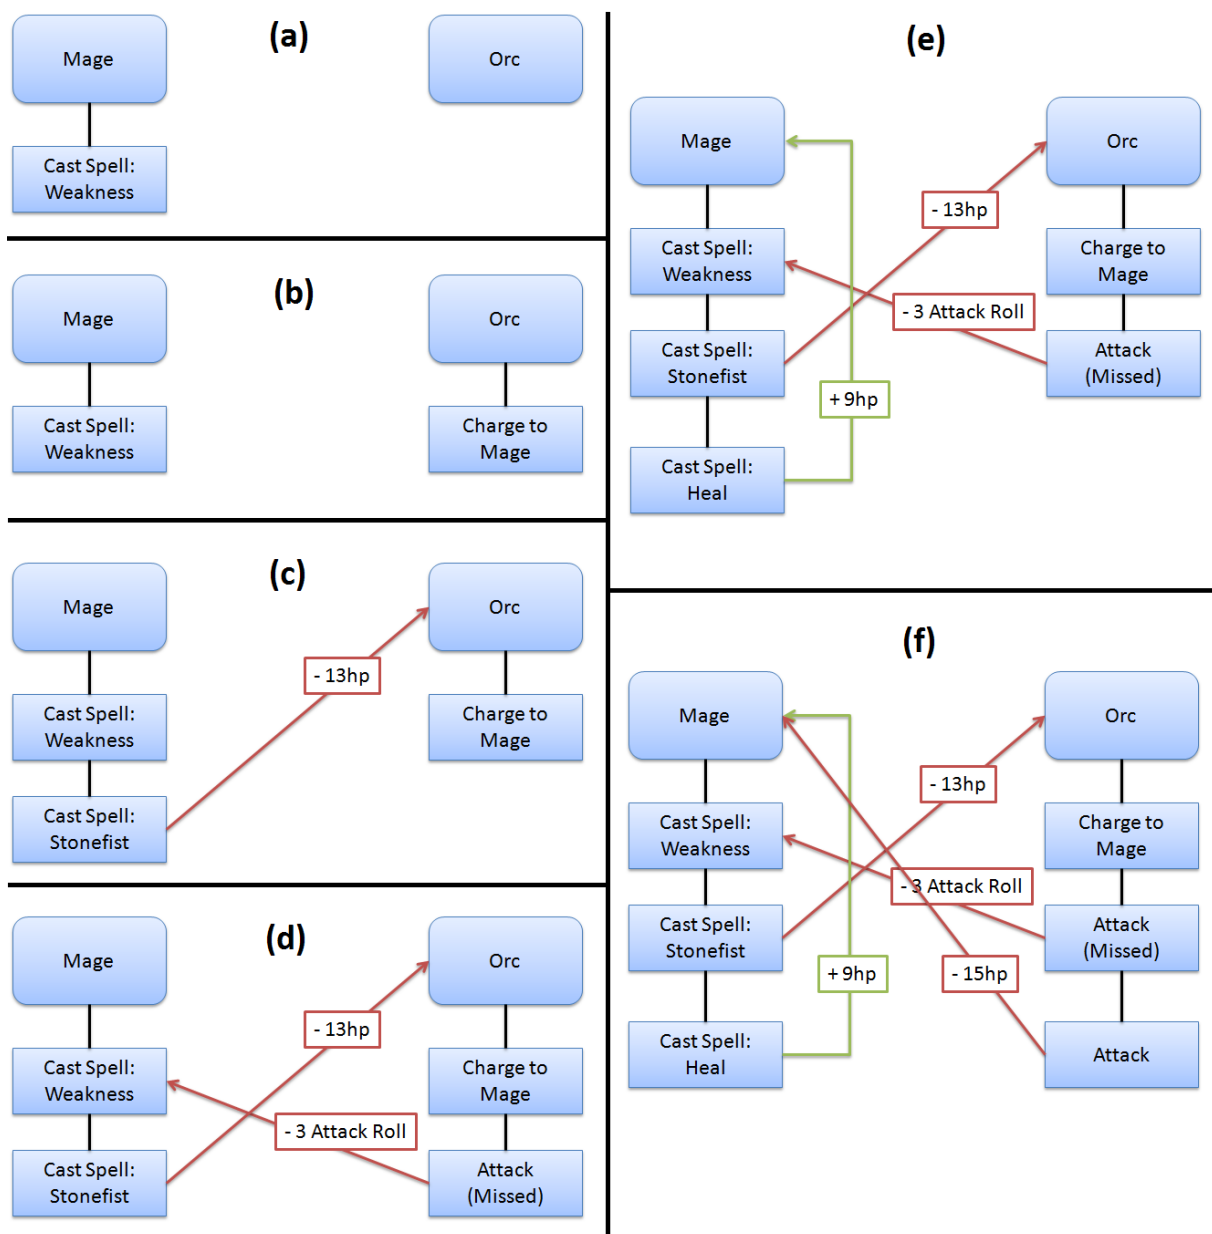 (a)
Mage
Orc
Cast Spell:
Weakness
(b)
Mage
Orc
Cast Spell:
Weakness
Charge to
Mage
(c)
Mage
Orc
- 13hp
Cast Spell:
Weakness
Charge to
Mage
Cast Spell:
Stonefist
(d)
Mage
Orc
- 13hp
Cast Spell:
Weakness
Charge to
Mage
- 3 Attack Roll
Cast Spell:
Stonefist
Attack
(Missed)
(e)
Mage
Orc
- 13hp
Cast Spell:
Weakness
Charge to
Mage
- 3 Attack Roll
Cast Spell:
Stonefist
Attack
(Missed)
+ 9hp
Cast Spell:
Heal
(f)
Mage
Orc
- 13hp
Cast Spell:
Weakness
Charge to
Mage
- 3 Attack Roll
Cast Spell:
Stonefist
Attack
(Missed)
+ 9hp
- 15hp
Cast Spell:
Heal
Attack